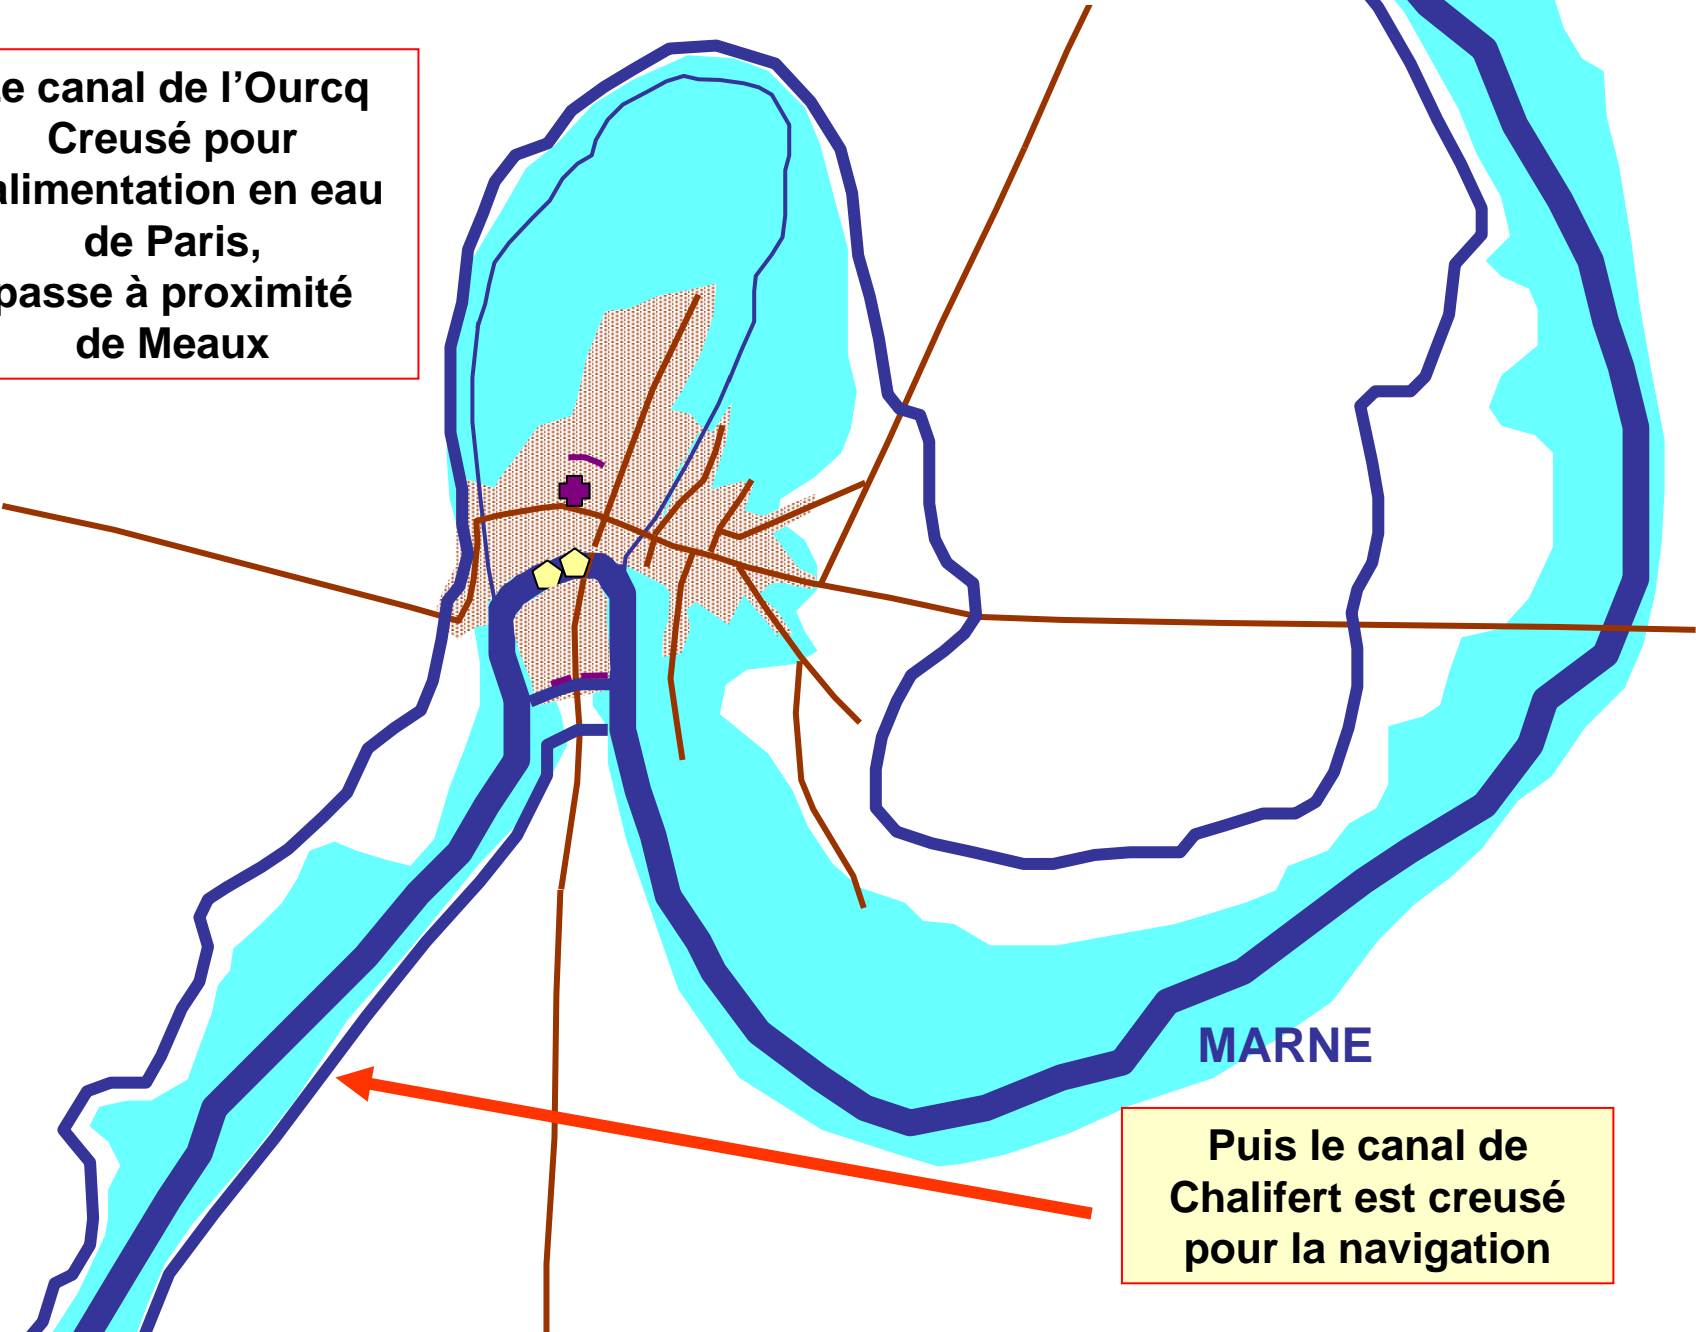 e canal de l’Ourcq
Creusé pour
alimentation en eau
de Paris,
passe à proximité
de Meaux
MARNE
Puis le canal de
Chalifert est creusé
pour la navigation